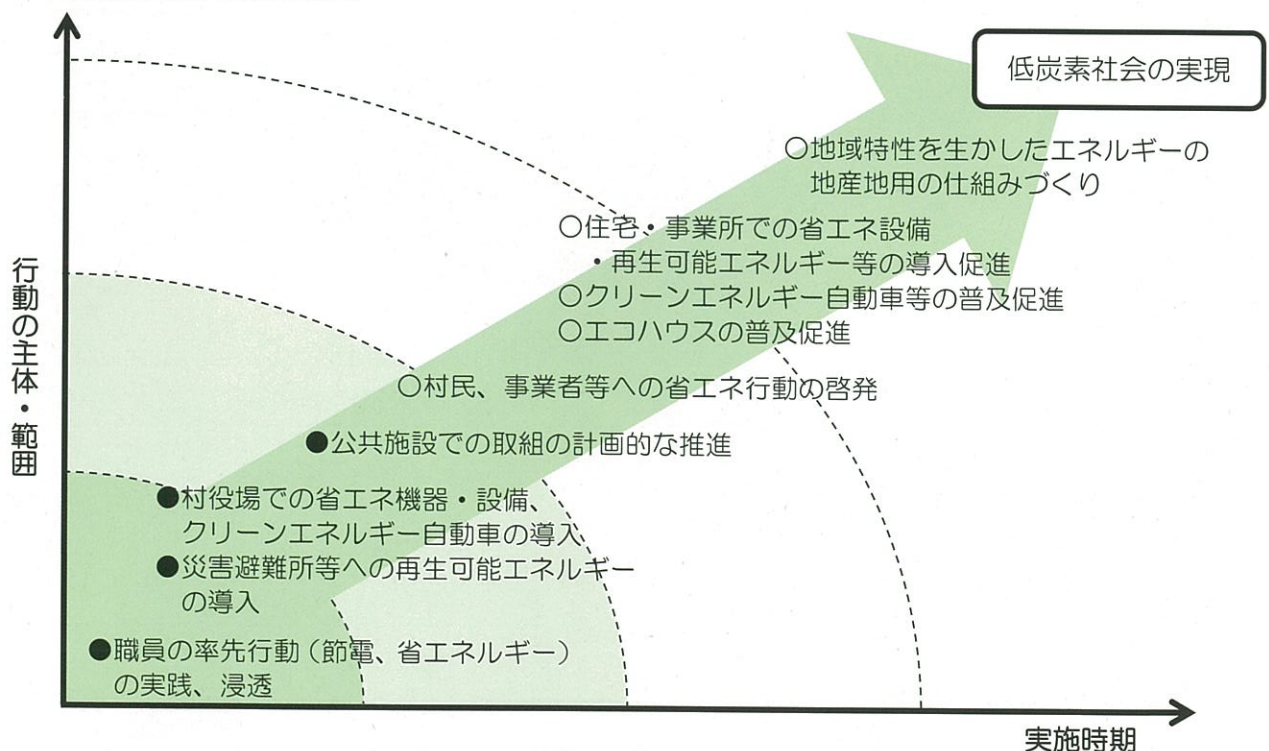 低炭素社会の実現
○地域特性を生かしたエネルギーの
地産地用の仕組みづくり
○住宅・事業所での省エネ設備
・再生可能エネルギー等の導入促進
○クリーンエネルギー自動車等の普及促進
○エコハウスの普及促進
○村民、事業者等への省エネ行動の啓発
●公共施設での取組の計画的な推進
●村役場での省エネ機器・設備、
クリーンエネルギー自動車の導入
●災害避難所等への再生可能エネルギー
の導入
●職員の率先行動(節電、省エネルギー)
の実践、浸透
行動の主体・範囲
実施時期